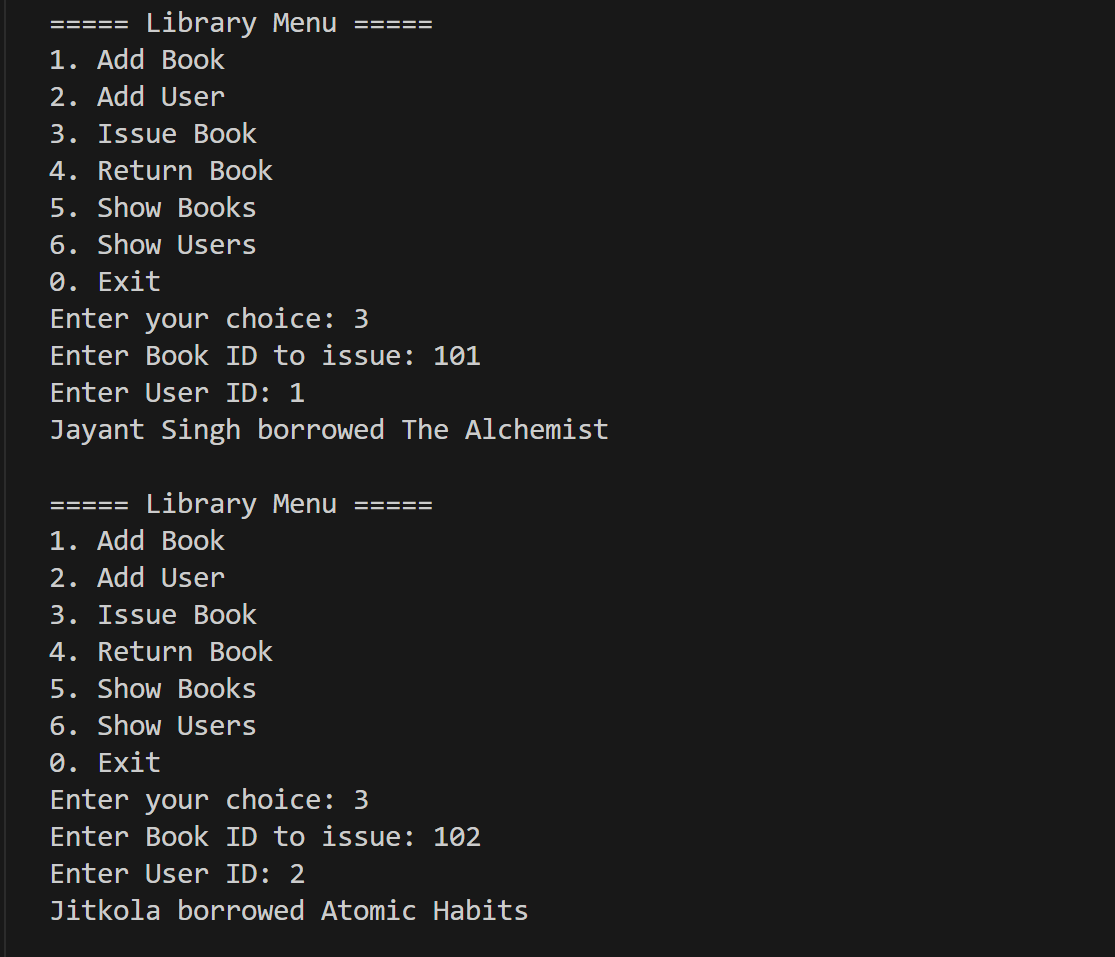 ===== Library Menu =====
1. Add Book
2. Add User
3. Issue Book
4. Return Book
5. Show Books
6. Show Users
0. Exit
Enter your choice: 3
Enter Book ID to issue: 101
Enter User ID: 1
Jayant Singh borrowed The Alchemist

===== Library Menu =====
1. Add Book
2. Add User
3. Issue Book
4. Return Book
5. Show Books
6. Show Users
0. Exit
Enter your choice: 3
Enter Book ID to issue: 102
Enter User ID: 2
Jitkola borrowed Atomic Habits